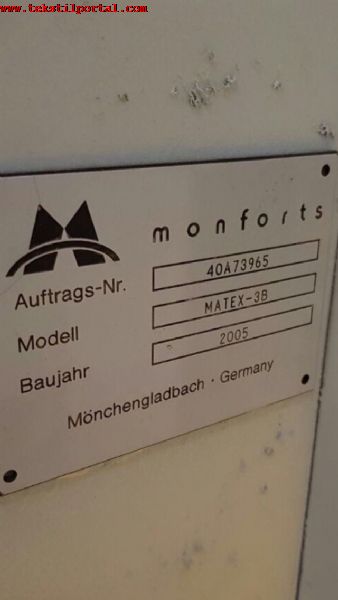 www.tekstilportal.com
monforts
Auftrags-Nr. 40A73965
Modell MATEX-3B
Baujahr 2005
Mönchengladbach · Germany